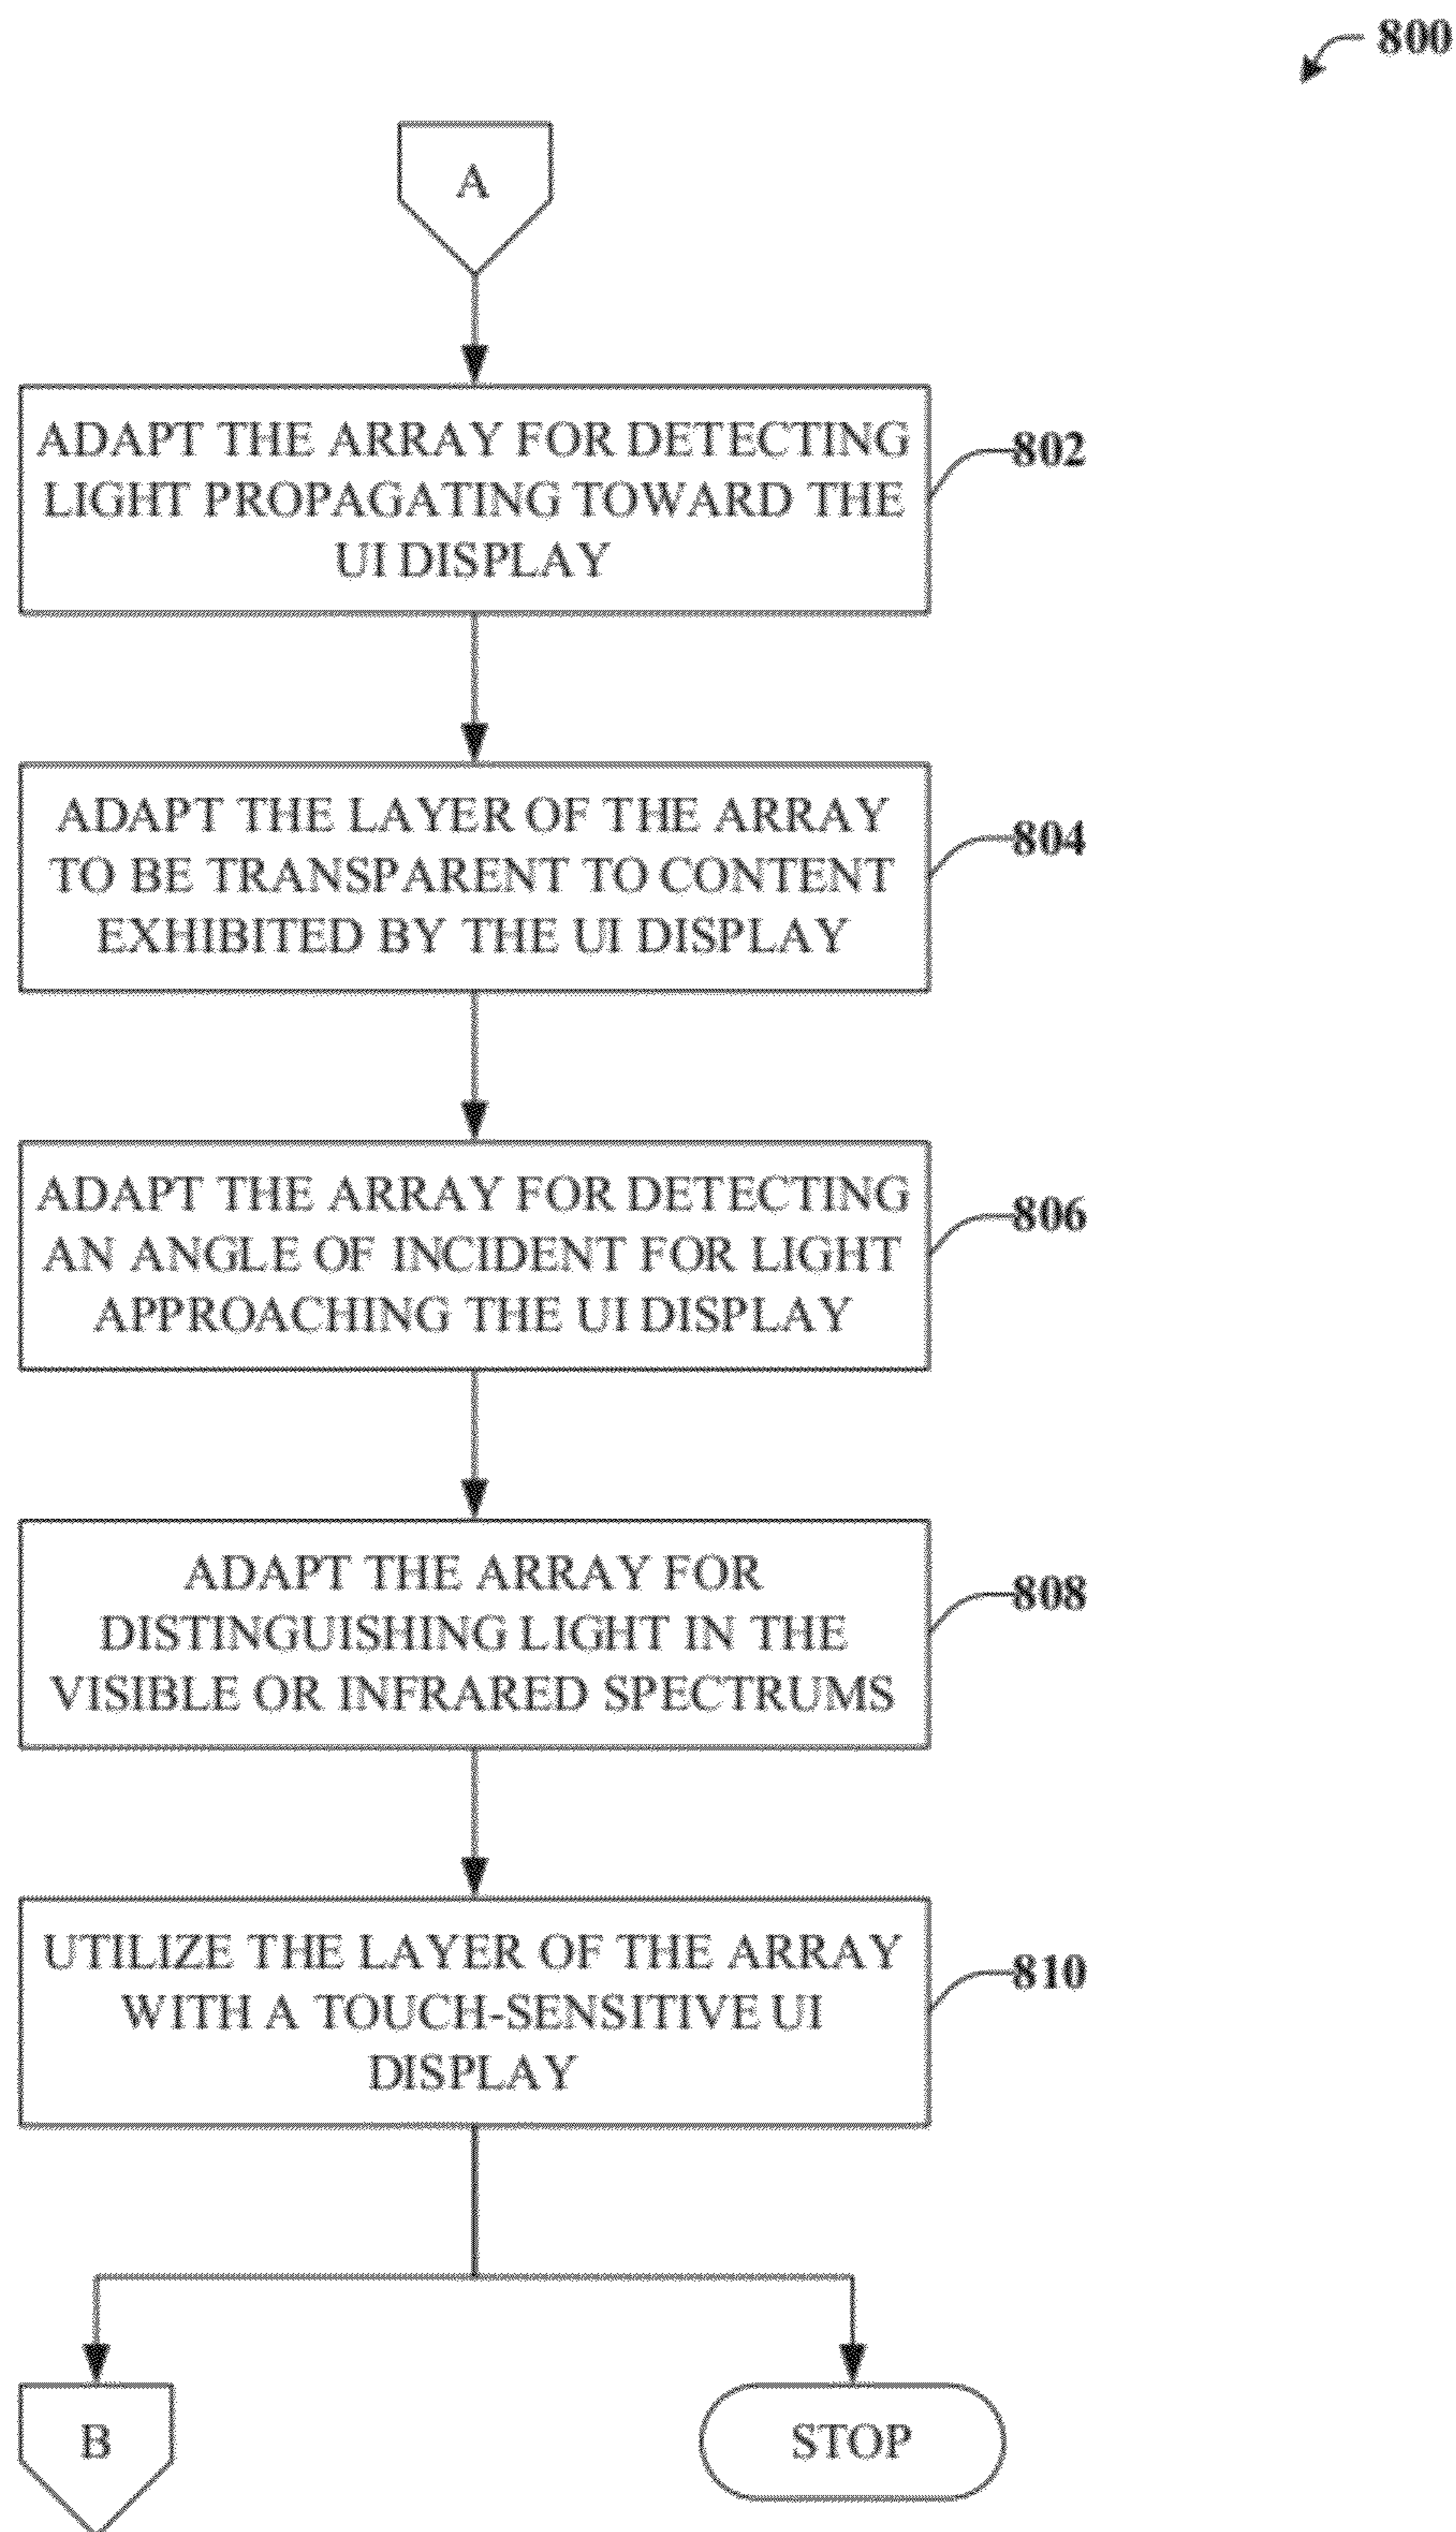 800
A
ADAPT THE ARRAY FOR DETECTING
LIGHT PROPAGATING TOWARD THE
UI DISPLAY
802
ADAPT THE LAYER OF THE ARRAY
TO BE TRANSPARENT TO CONTENT
EXHIBITED BY THE UI DISPLAY
804
ADAPT THE ARRAY FOR DETECTING
AN ANGLE OF INCIDENT FOR LIGHT
APPROACHING THE UI DISPLAY
806
ADAPT THE ARRAY FOR
DISTINGUISHING LIGHT IN THE
VISIBLE OR INFRARED SPECTRUMS
808
UTILIZE THE LAYER OF THE ARRAY
WITH A TOUCH-SENSITIVE UI
DISPLAY
810
B
STOP